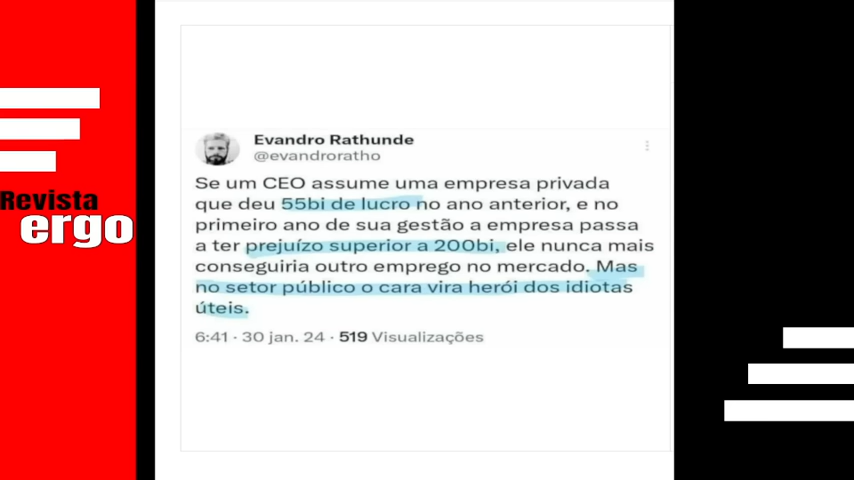 Revista
ergo
Evandro Rathunde
@evandroratho
Se um CEO assume uma empresa privada
que deu 55bi de lucro no ano anterior, e no
primeiro ano de sua gestão a empresa passa
a ter prejuízo superior a 200bi, ele nunca mais
conseguiria outro emprego no mercado. Mas
no setor público o cara vira herói dos idiotas
úteis.
6:41 · 30 jan. 24 · 519 Visualizações